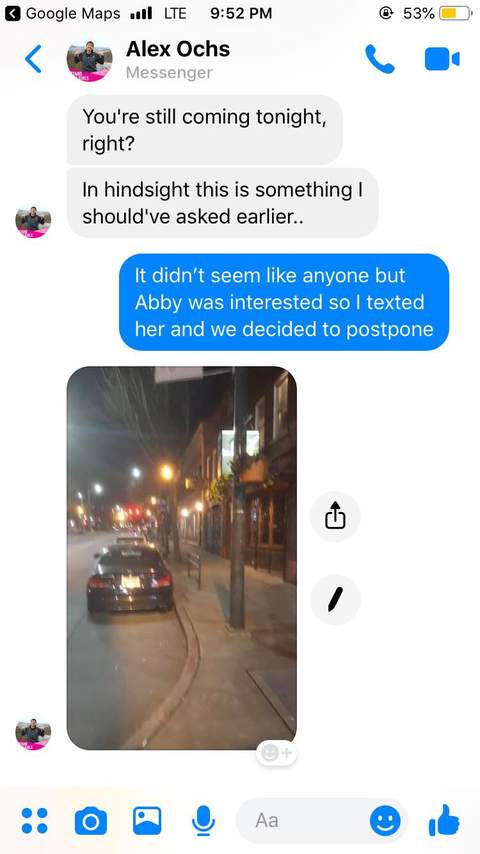 Google Maps LTE 9:52 PM 53%
Alex Ochs
Messenger
You're still coming tonight,
right?
In hindsight this is something I
should've asked earlier..
It didn’t seem like anyone but
Abby was interested so I texted
her and we decided to postpone
Aa